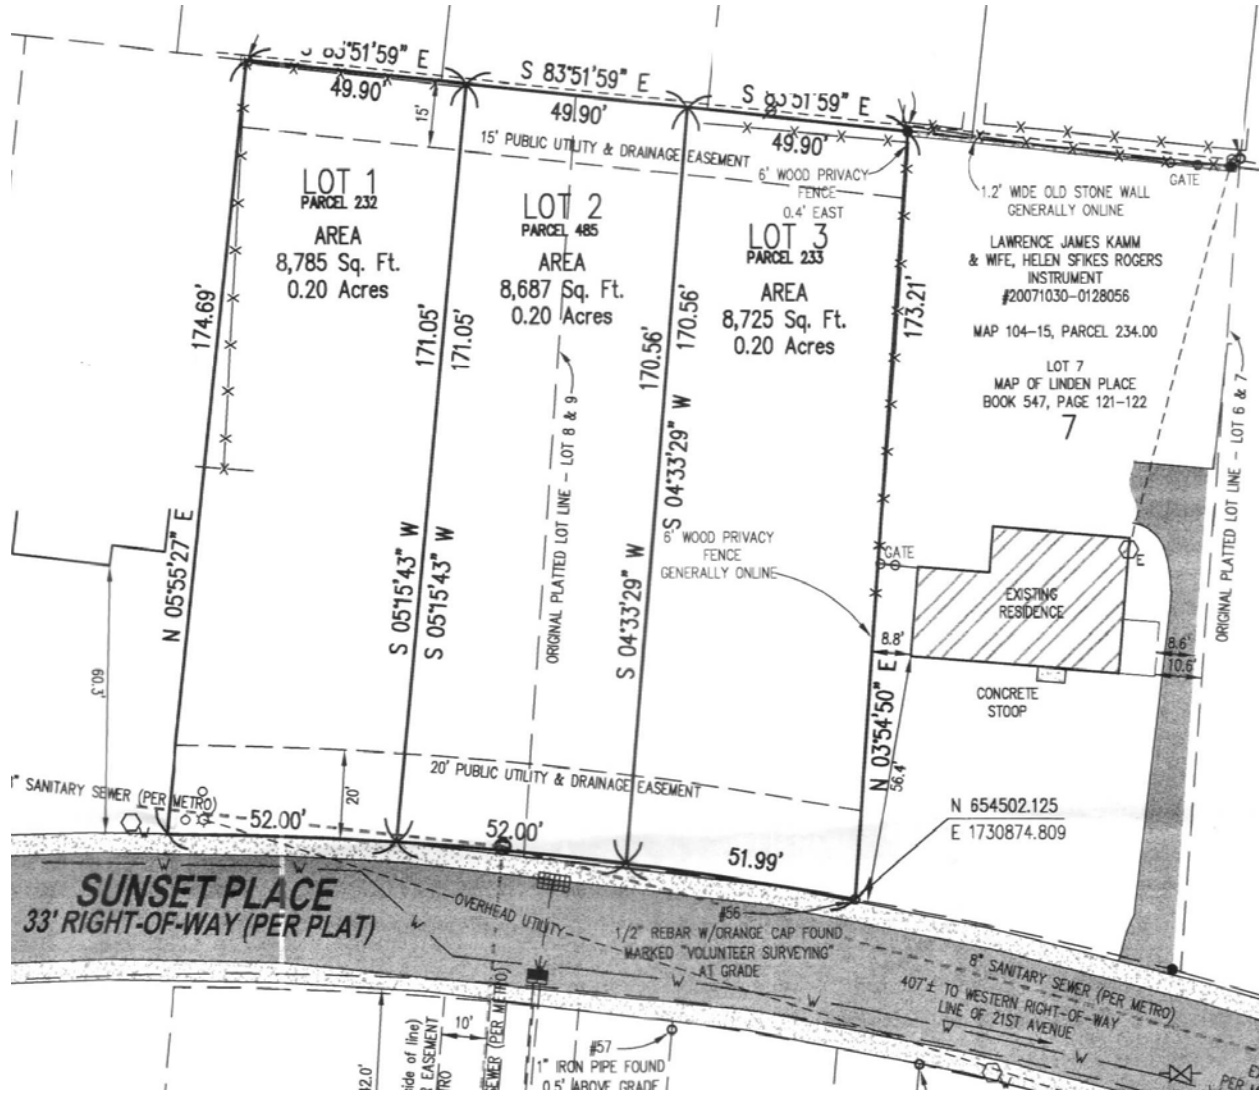 S 83°51'59" E
49.90'
S 83°51'59" E
49.90'
S 83°51'59" E
49.90'
15'
15' PUBLIC UTILITY & DRAINAGE EASEMENT
LOT 1
PARCEL 232
AREA
8,785 Sq. Ft.
0.20 Acres
LOT 2
PARCEL 485
AREA
8,687 Sq. Ft.
0.20 Acres
LOT 3
PARCEL 233
AREA
8,725 Sq. Ft.
0.20 Acres
6' WOOD PRIVACY
FENCE
0.4' EAST
GATE
1.2' WIDE OLD STONE WALL
GENERALLY ONLINE
LAWRENCE JAMES KAMM
& WIFE, HELEN SFIKES ROGERS
INSTRUMENT
#20071030-0128056
MAP 104-15, PARCEL 234.00
LOT 7
MAP OF LINDEN PLACE
BOOK 547, PAGE 121-122
7
174.69'
N 05°55'27" E
171.05'
S 05°15'43" W
171.05'
S 05°15'43" W
ORIGINAL PLATTED LOT LINE - LOT 8 & 9
170.56'
S 04°33'29" W
170.56'
S 04°33'29" W
173.21'
N 03°54'50" E
ORIGINAL PLATTED LOT LINE - LOT 6 & 7
6' WOOD PRIVACY
FENCE
GENERALLY ONLINE
GATE
EXISTING
RESIDENCE
E
8.8'
8.6'
10.6'
CONCRETE
STOOP
56.4'
60.3'
20'
20' PUBLIC UTILITY & DRAINAGE EASEMENT
SANITARY SEWER (PER METRO)
52.00'
52.00'
51.99'
N 654502.125
E 1730874.809
SUNSET PLACE
33' RIGHT-OF-WAY (PER PLAT)
W
W
W
OVERHEAD UTILITY
#56
1/2" REBAR W/ORANGE CAP FOUND
MARKED "VOLUNTEER SURVEYING"
AT GRADE
8" SANITARY SEWER (PER METRO)
407'± TO WESTERN RIGHT-OF-WAY
LINE OF 21ST AVENUE
W
W
W
W
W
10'
side of line)
EASEMENT
SEWER (PER METRO)
#57
1" IRON PIPE FOUND
0.5' ABOVE GRADE